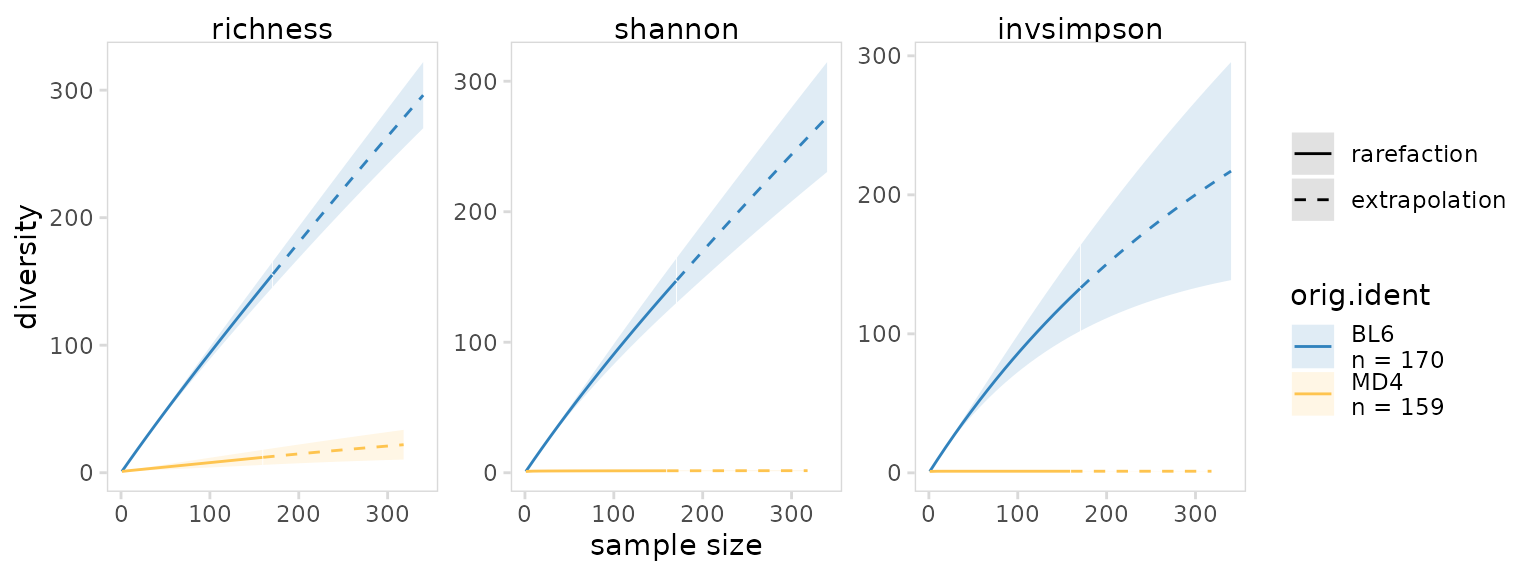 richness
shannon
invsimpson
diversity
300
200
100
0
0 100 200 300
300
200
100
0
0 100 200 300
300
200
100
0
0 100 200 300
sample size
rarefaction
extrapolation
orig.ident
BL6
n = 170
MD4
n = 159